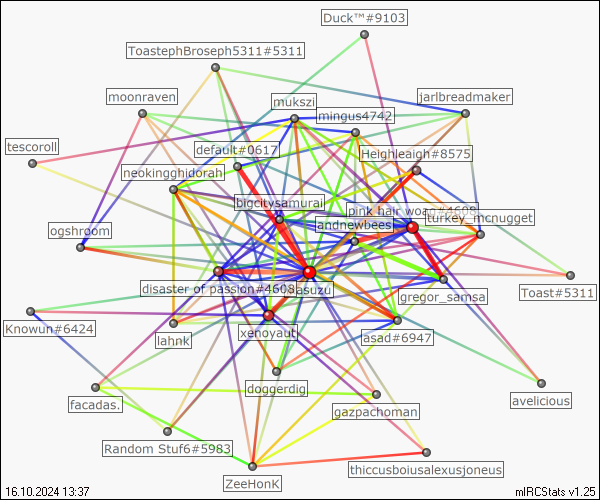 Duck™#9103
ToastephBroseph5311#5311
moonraven
mukszi
jarlbreadmaker
mingus4742
tescoroll
default#0617
Heighleaigh#8575
neokingghidorah
bigcitysamurai
pink hair woag#4608
turkey_mcnugget
andnewbees
ogshroom
disaster of passion#4608
asuzu
gregor_samsa
Toast#5311
Knowun#6424
lahnk
xenoyaut
asad#6947
doggerdig
avelicious
facadas.
gazpachoman
Random Stuf6#5983
thiccusboiusalexusjoneus
ZeeHonK
16.10.2024 13:37
mIRCStats v1.25